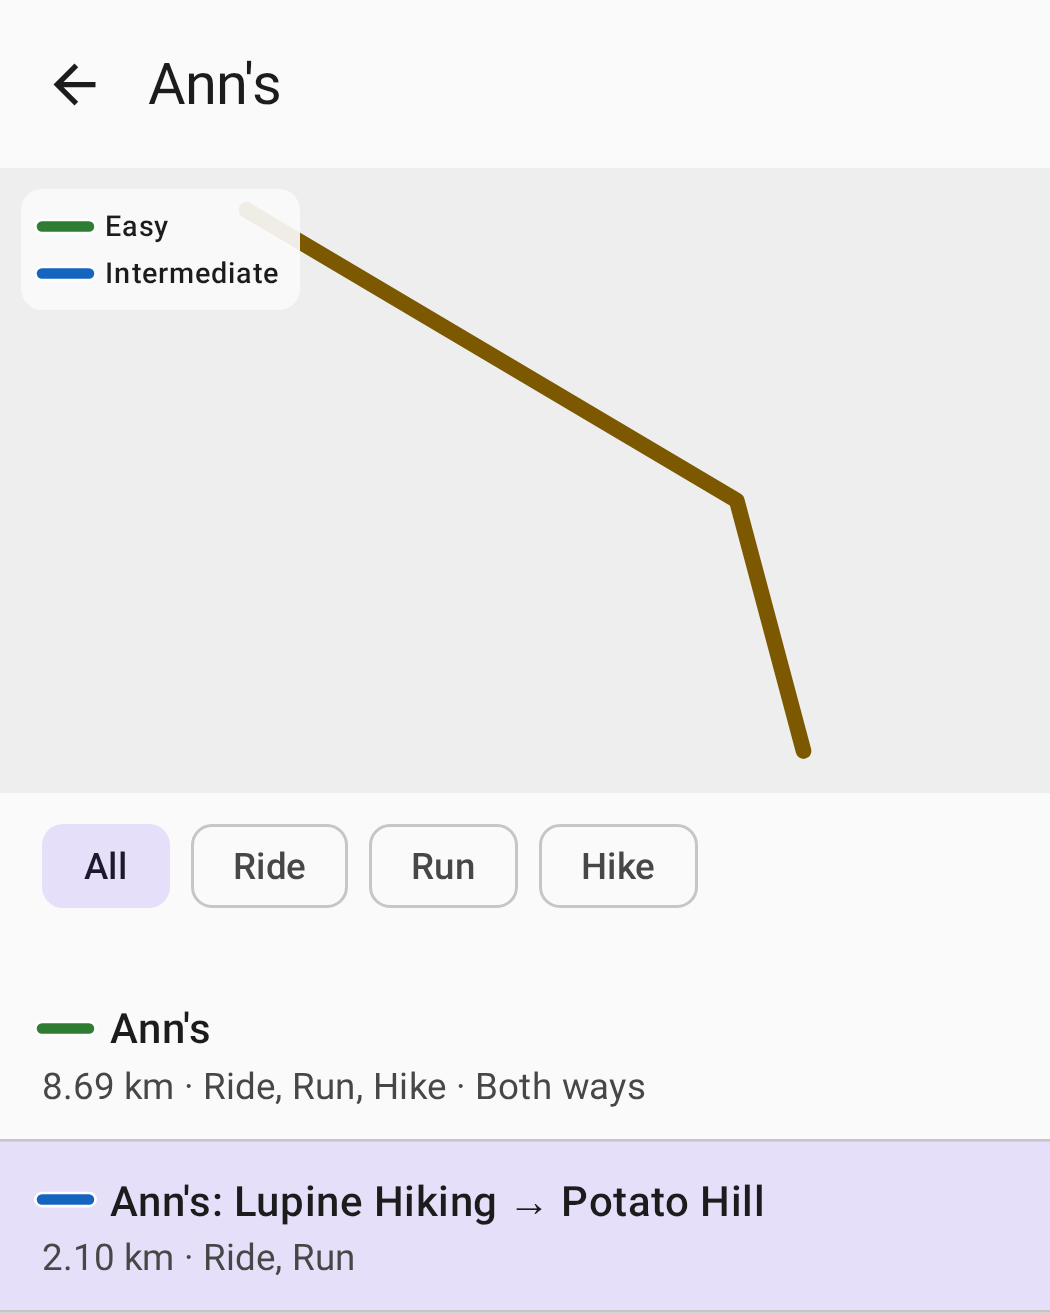 Ann's
Easy
Intermediate
All
Ride
Run
Hike
Ann's
8.69 km · Ride, Run, Hike · Both ways
Ann's: Lupine Hiking → Potato Hill
2.10 km · Ride, Run